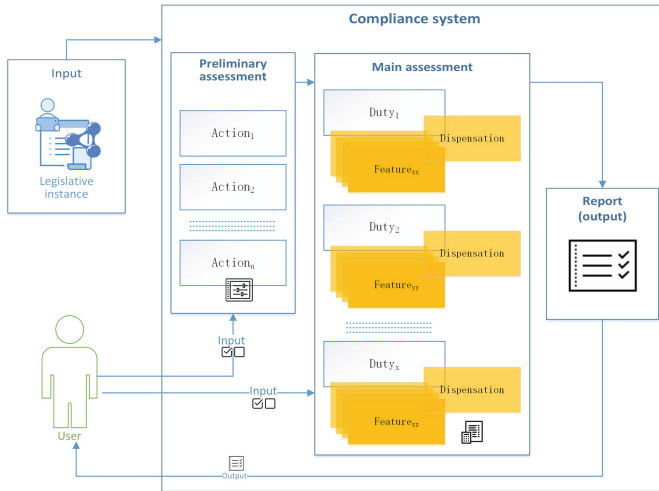 Compliance system
Input
Legislative
instance
Preliminary
assessment
Action1
Action2
Actionn
Main assessment
Duty1
Dispensation
Featurexx
Duty2
Dispensation
Featureyy
Dutyx
Dispensation
Featurezz
Report
(output)
Input
Input
User
Output